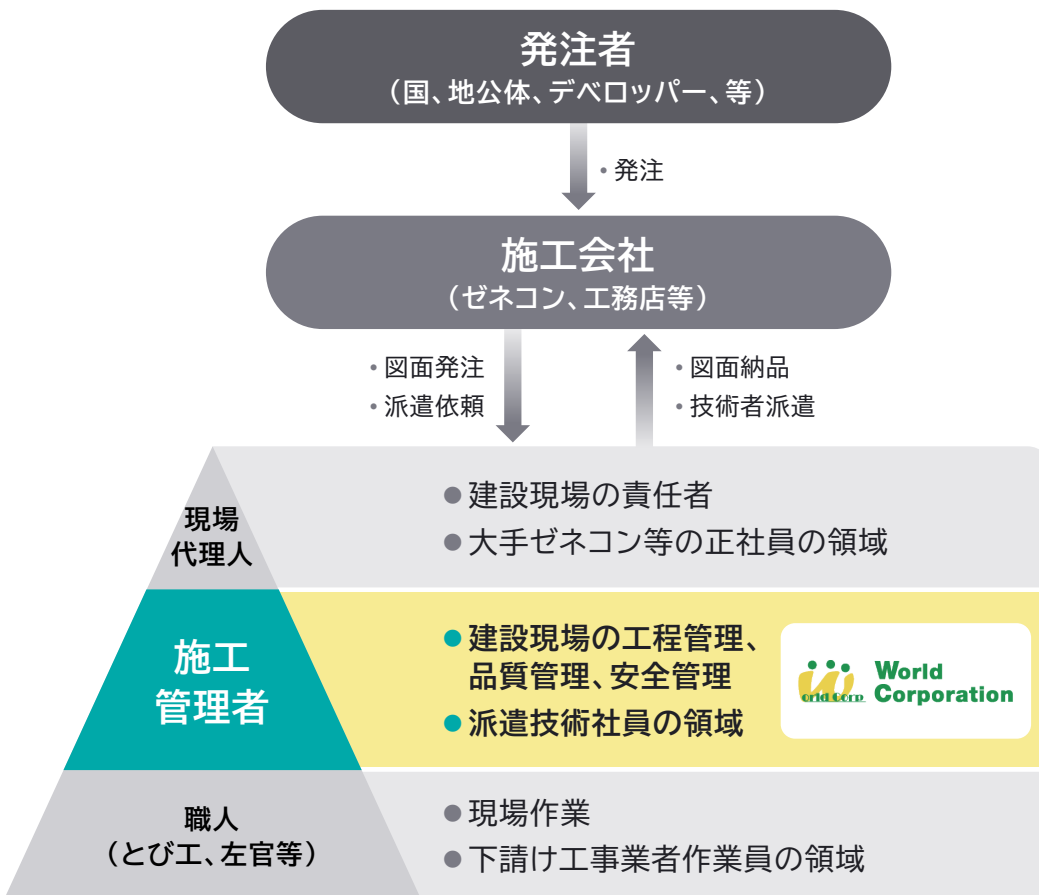 発注者
（国、地公体、デベロッパー、等）
・発注
施工会社
（ゼネコン、工務店等）
・図面発注
・派遣依頼
・図面納品
・技術者派遣
現場
代理人
●建設現場の責任者
●大手ゼネコン等の正社員の領域
施工
管理者
●建設現場の工程管理、
品質管理、安全管理
●派遣技術社員の領域
orld Corp.
World
Corporation
職人
（とび工、左官等）
●現場作業
●下請け工事業者作業員の領域